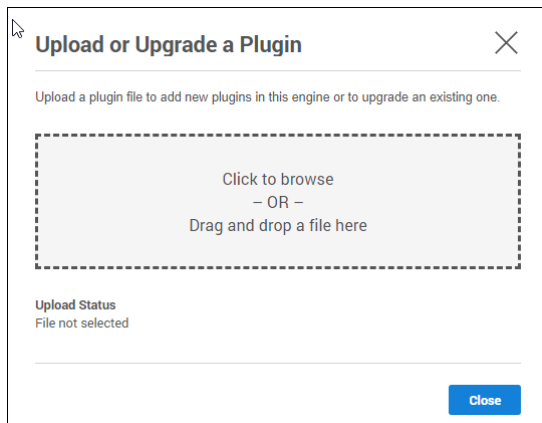 Upload or Upgrade a Plugin
Upload a plugin file to add new plugins in this engine or to upgrade an existing one.
Click to browse
– OR –
Drag and drop a file here
Upload Status
File not selected
Close